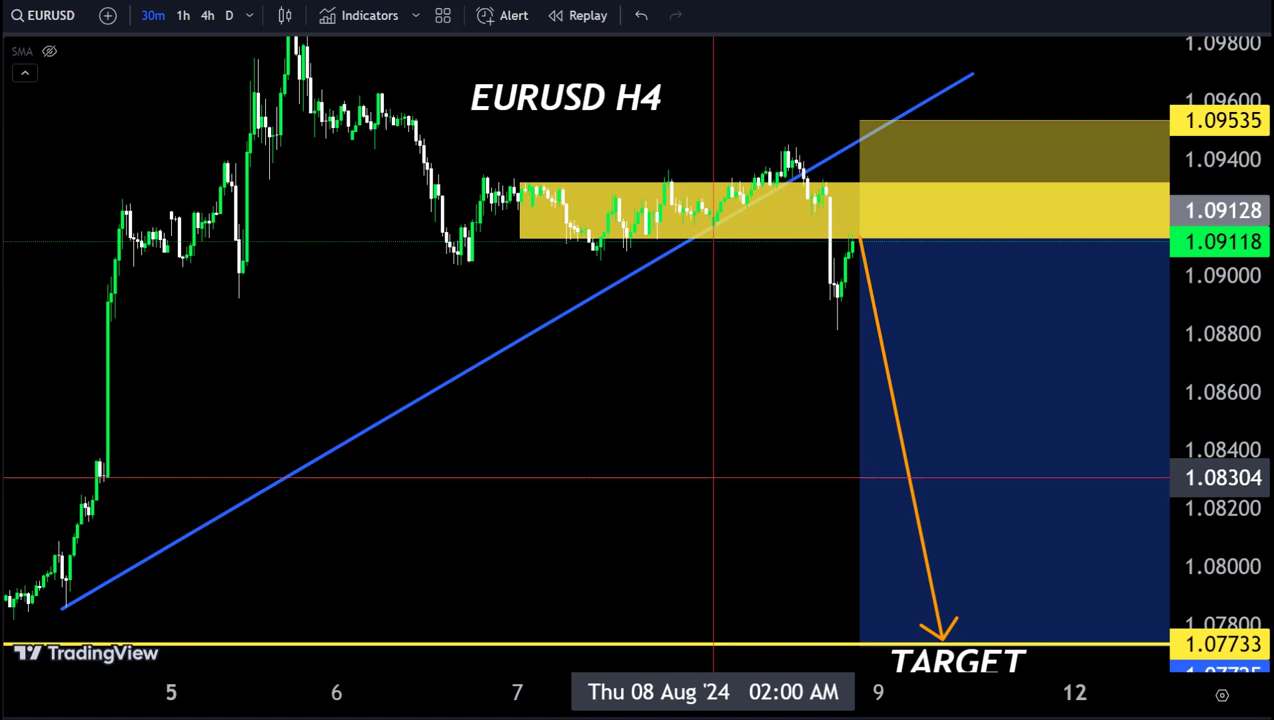 EURUSD 30m 1h 4h D Indicators Alert Replay
SMA
EURUSD H4
1.09800
1.09600
1.09535
1.09400
1.09128
1.09118
1.09000
1.08800
1.08600
1.08400
1.08304
1.08200
1.08000
1.07800
1.07733
TradingView
TARGET
5 6 7 Thu 08 Aug '24 02:00 AM 9 12